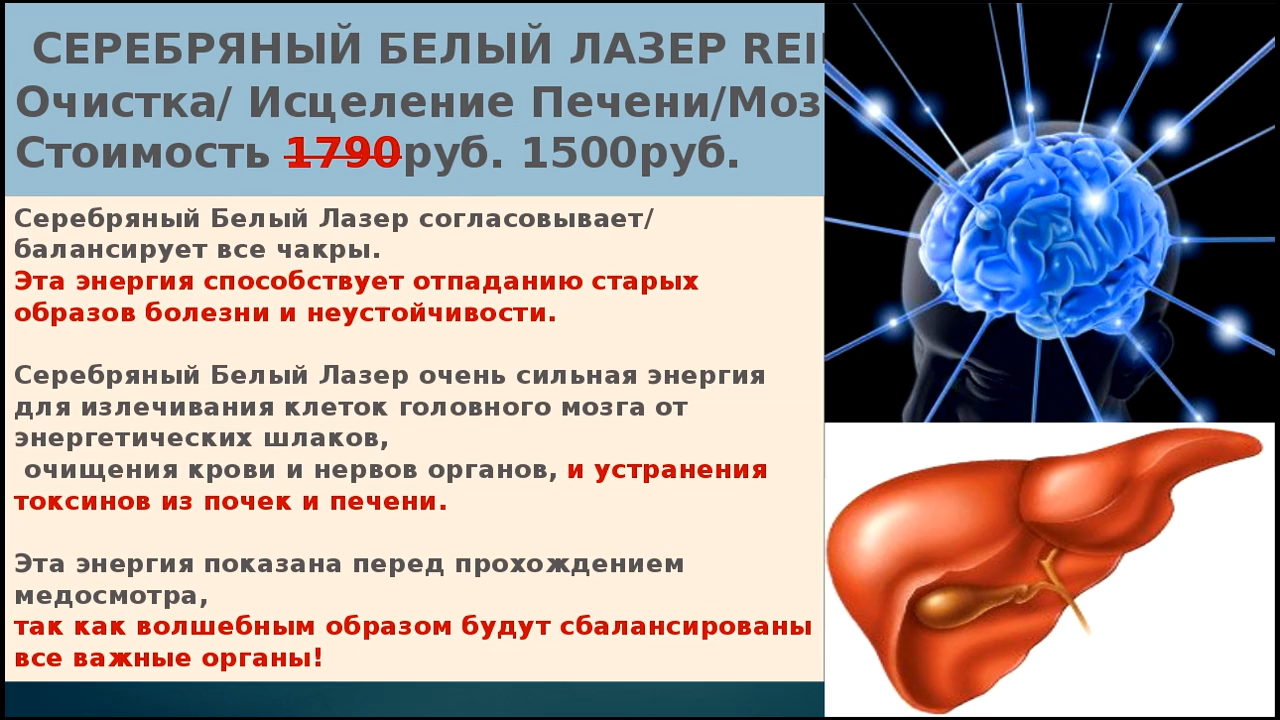 СЕРЕБРЯНЫЙ БЕЛЫЙ ЛАЗЕР
Очистка/ Исцеление Печени/
Стоимость 1790руб. 1500руб.
Серебряный Белый Лазер согласовывает/
балансирует все чакры.
Эта энергия способствует отпаданию старых
образов болезни и неустойчивости.
Серебряный Белый Лазер очень сильная энергия
для излечивания клеток головного мозга от
энергетических шлаков,
очищения крови и нервов органов, и устранения
токсинов из почек и печени.
Эта энергия показана перед прохождением
медосмотра,
так как волшебным образом будут сбалансированы
все важные органы!